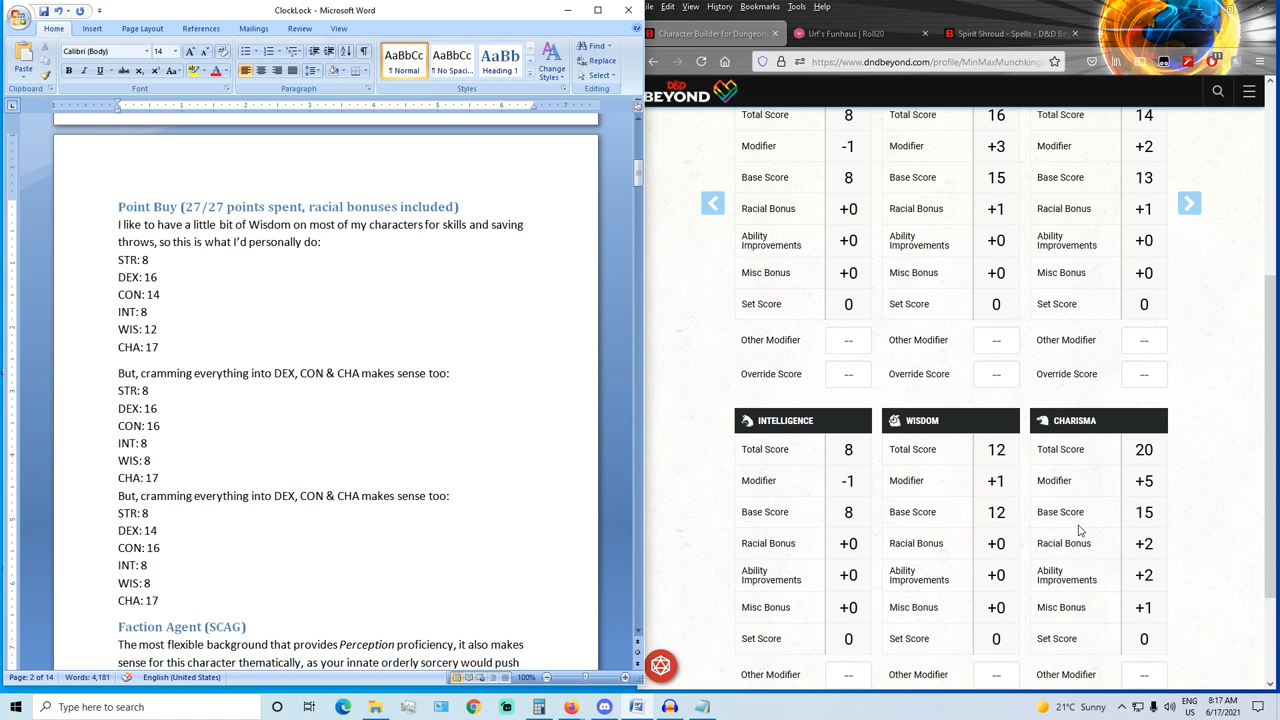 ClockLock - Microsoft Word
Home Insert Page Layout References Mailings Review View
Paste
Calibri (Body) 14
AaBbCc AaBbCc AaBbC
¶ Normal ¶ No Spaci... Heading 1
Change Styles
Find
Replace
Select
Clipboard Font Paragraph Styles Editing
Point Buy (27/27 points spent, racial bonuses included)
I like to have a little bit of Wisdom on most of my characters for skills and saving
throws, so this is what I'd personally do:
STR: 8
DEX: 16
CON: 14
INT: 8
WIS: 12
CHA: 17
But, cramming everything into DEX, CON & CHA makes sense too:
STR: 8
DEX: 16
CON: 16
INT: 8
WIS: 8
CHA: 17
But, cramming everything into DEX, CON & CHA makes sense too:
STR: 8
DEX: 14
CON: 16
INT: 8
WIS: 8
CHA: 17
Faction Agent (SCAG)
The most flexible background that provides Perception proficiency, it also makes
sense for this character thematically, as your innate orderly sorcery would push
Page: 2 of 14 Words: 4,181 English (United States) 100%
File Edit View History Bookmarks Tools Help
Character Builder for Dungeon Urf's Funhaus | Roll20 Spirit Shroud - Spells - D&D Be
https://www.dndbeyond.com/profile/MinMaxMunchking
D&D
BEYOND
Total Score 8 Total Score 16 Total Score 14
Modifier -1 Modifier +3 Modifier +2
Base Score 8 Base Score 15 Base Score 13
Racial Bonus +0 Racial Bonus +1 Racial Bonus +1
Ability Improvements +0 Ability Improvements +0 Ability Improvements +0
Misc Bonus +0 Misc Bonus +0 Misc Bonus +0
Set Score 0 Set Score 0 Set Score 0
Other Modifier -- Other Modifier -- Other Modifier --
Override Score -- Override Score -- Override Score --
INTELLIGENCE WISDOM CHARISMA
Total Score 8 Total Score 12 Total Score 20
Modifier -1 Modifier +1 Modifier +5
Base Score 8 Base Score 12 Base Score 15
Racial Bonus +0 Racial Bonus +0 Racial Bonus +2
Ability Improvements +0 Ability Improvements +0 Ability Improvements +2
Misc Bonus +0 Misc Bonus +0 Misc Bonus +1
Set Score 0 Set Score 0 Set Score 0
Other Modifier -- Other Modifier -- Other Modifier --
Type here to search
21°C Sunny
ENG
US
8:17 AM
6/17/2021